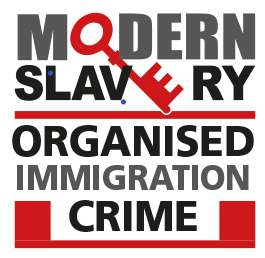 MODERN
SLAVERY
ORGANISED
IMMIGRATION
CRIME